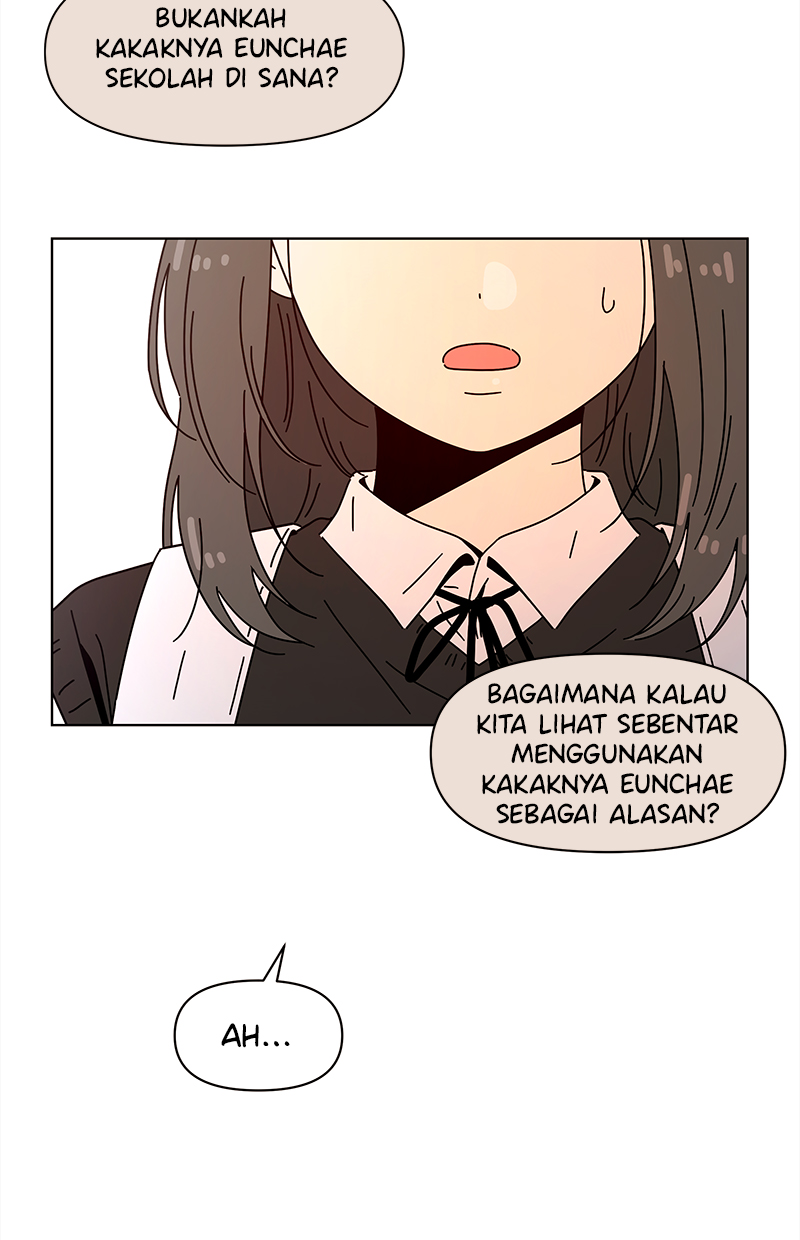 BUKANKAH
KAKAKNYA EUNCHAE
SEKOLAH DI SANA?
BAGAIMANA KALAU
KITA LIHAT SEBENTAR
MENGGUNAKAN
KAKAKNYA EUNCHAE
SEBAGAI ALASAN?
AH...